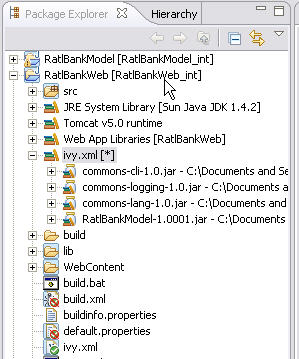 Package Explorer Hierarchy
RatlBankModel [RatlBankModel_int]
RatlBankWeb [RatlBankWeb_int]
src
JRE System Library [Sun Java JDK 1.4.2]
Tomcat v5.0 runtime
Web App Libraries [RatlBankWeb]
ivy.xml [*]
commons-cli-1.0.jar - C:\Documents and Se
commons-logging-1.0.jar - C:\Documents an
commons-lang-1.0.jar - C:\Documents and S
RatlBankModel-1.0001.jar - C:\Documents
build
lib
WebContent
build.bat
build.xml
buildinfo.properties
default.properties
ivy.xml